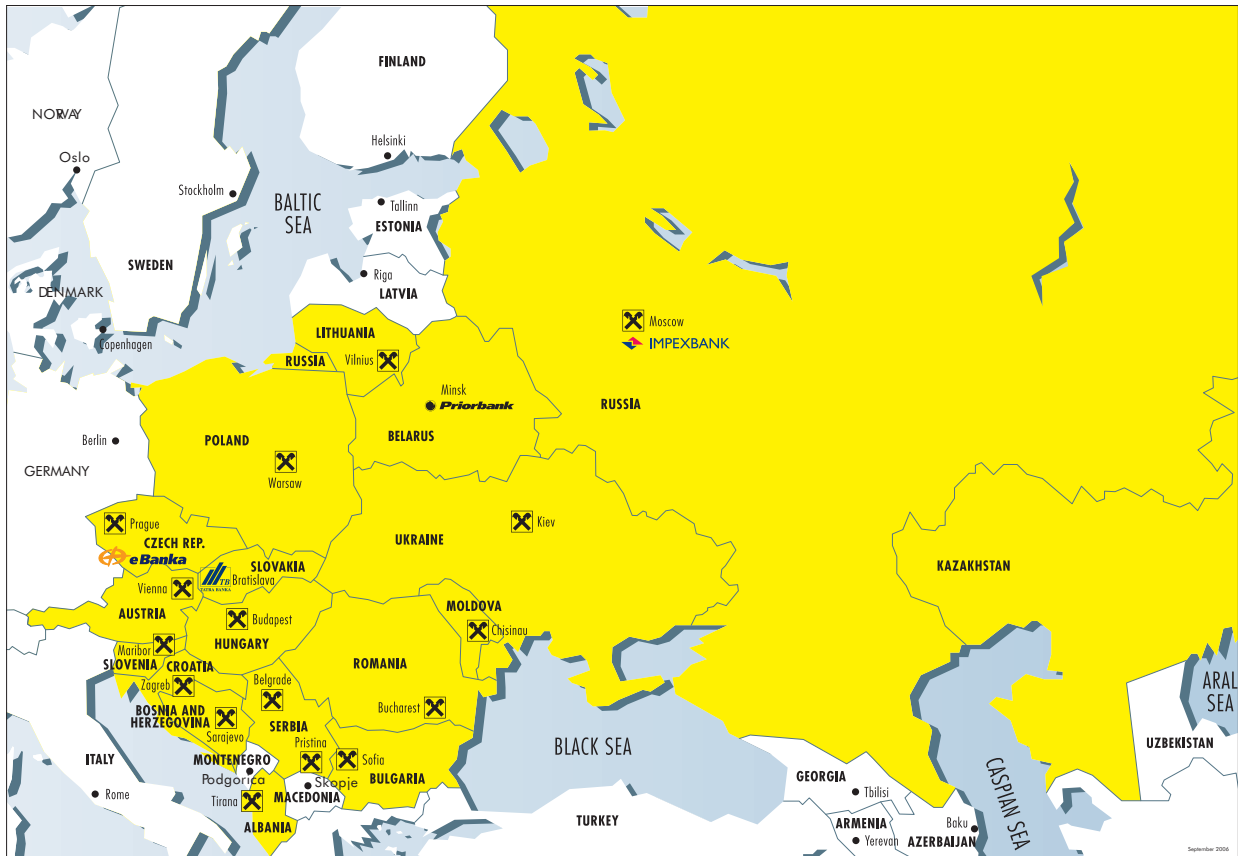 FINLAND
NORWAY
Helsinki
Oslo
Stockholm
BALTIC
SEA
Tallinn
ESTONIA
SWEDEN
Riga
LATVIA
DENMARK
Copenhagen
LITHUANIA
RUSSIA
Vilnius
Moscow
IMPEXBANK
Minsk
Priorbank
RUSSIA
BELARUS
Berlin
POLAND
GERMANY
Warsaw
Prague
CZECH REP.
eBanka
Kiev
UKRAINE
SLOVAKIA
KAZAKHSTAN
TB
TATRA BANKA
Bratislava
Vienna
AUSTRIA
MOLDOVA
Budapest
HUNGARY
Chisinau
Maribor
SLOVENIA
CROATIA
ROMANIA
Zagreb
Belgrade
BOSNIA AND
HERZEGOVINA
Sarajevo
SERBIA
Bucharest
ARAL
SEA
Pristina
Sofia
BULGARIA
BLACK SEA
UZBEKISTAN
ITALY
MONTENEGRO
Podgorica
Skopje
MACEDONIA
Rome
Tirana
ALBANIA
TURKEY
GEORGIA
Tbilisi
ARMENIA
Yerevan
Baku
AZERBAIJAN
CASPIAN SEA
September 2006